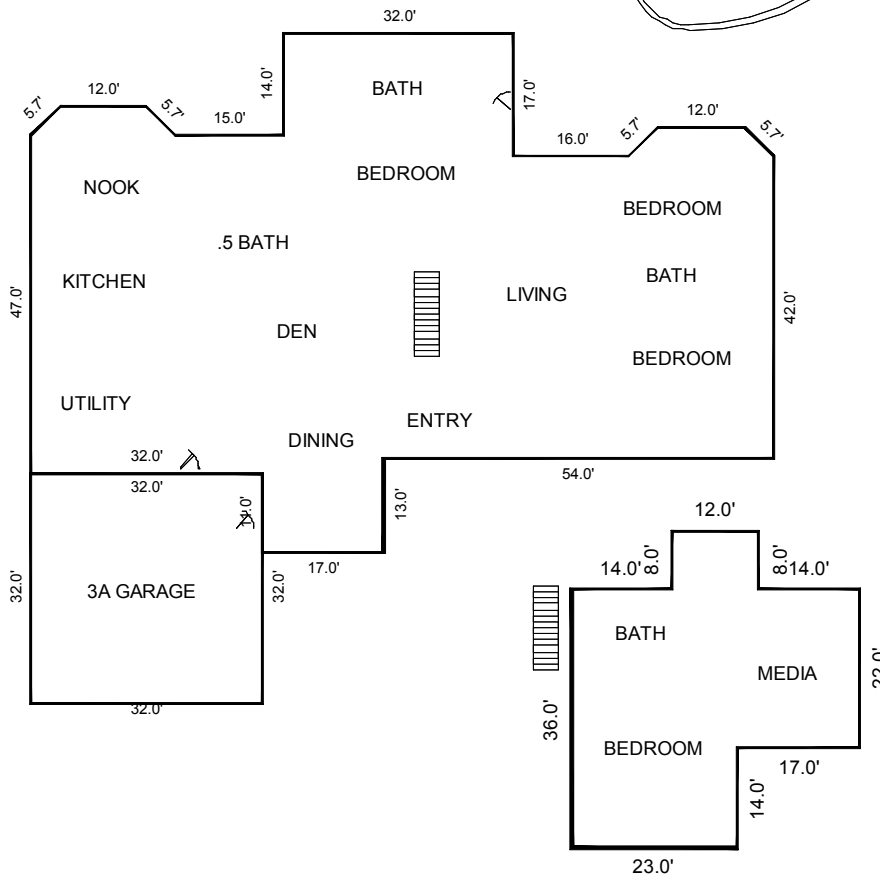 32.0'
14.0'
BATH
17.0'
5.7'
12.0'
5.7'
15.0'
16.0'
5.7'
12.0'
5.7'
NOOK
BEDROOM
BEDROOM
.5 BATH
KITCHEN
BATH
LIVING
47.0'
42.0'
DEN
BEDROOM
UTILITY
DINING
ENTRY
32.0'
32.0'
11.0'
13.0'
54.0'
17.0'
32.0'
3A GARAGE
32.0'
32.0'
12.0'
14.0'
8.0'
8.0'
14.0'
BATH
MEDIA
22.0'
36.0'
BEDROOM
17.0'
14.0'
23.0'